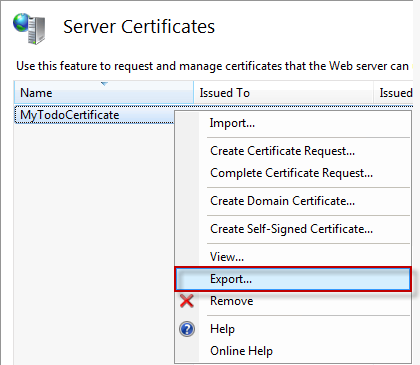 Server Certificates
Use this feature to request and manage certificates that the Web server can
Name Issued To Issued
MyTodoCertificate
Import...
Create Certificate Request...
Complete Certificate Request...
Create Domain Certificate...
Create Self-Signed Certificate...
View...
Export...
Remove
Help
Online Help